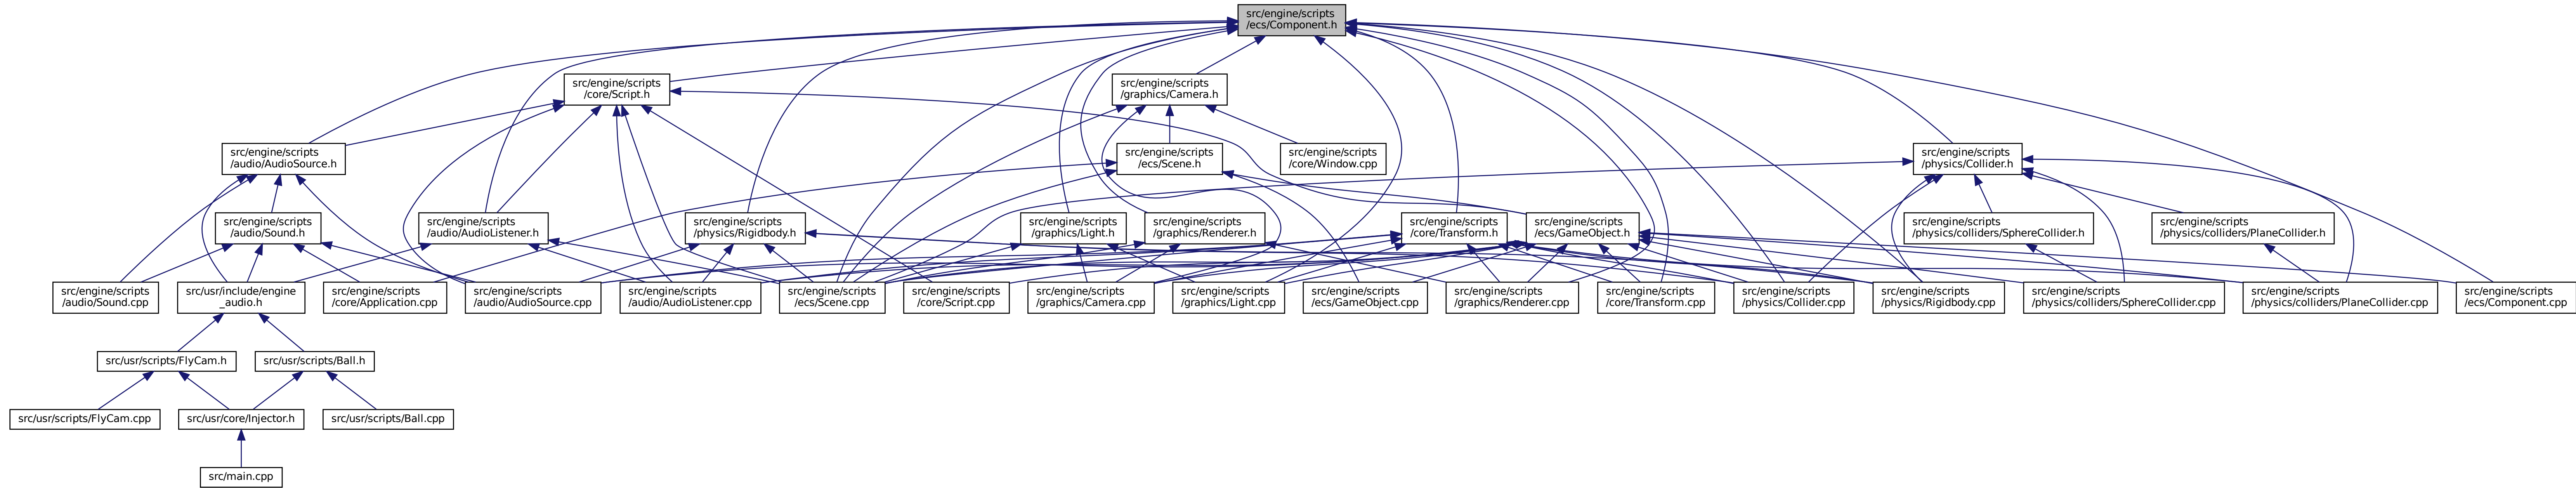 src/engine/scripts
/ecs/Component.h
src/engine/scripts
/core/Script.h
src/engine/scripts
/graphics/Camera.h
src/engine/scripts
/audio/AudioSource.h
src/engine/scripts
/ecs/Scene.h
src/engine/scripts
/core/Window.cpp
src/engine/scripts
/physics/Collider.h
src/engine/scripts
/audio/Sound.h
src/engine/scripts
/audio/AudioListener.h
src/engine/scripts
/physics/Rigidbody.h
src/engine/scripts
/graphics/Light.h
src/engine/scripts
/graphics/Renderer.h
src/engine/scripts
/core/Transform.h
src/engine/scripts
/ecs/GameObject.h
src/engine/scripts
/physics/colliders/SphereCollider.h
src/engine/scripts
/physics/colliders/PlaneCollider.h
src/engine/scripts
/audio/Sound.cpp
src/usr/include/engine
_audio.h
src/engine/scripts
/core/Application.cpp
src/engine/scripts
/audio/AudioSource.cpp
src/engine/scripts
/audio/AudioListener.cpp
src/engine/scripts
/ecs/Scene.cpp
src/engine/scripts
/core/Script.cpp
src/engine/scripts
/graphics/Camera.cpp
src/engine/scripts
/graphics/Light.cpp
src/engine/scripts
/ecs/GameObject.cpp
src/engine/scripts
/graphics/Renderer.cpp
src/engine/scripts
/core/Transform.cpp
src/engine/scripts
/physics/Collider.cpp
src/engine/scripts
/physics/Rigidbody.cpp
src/engine/scripts
/physics/colliders/SphereCollider.cpp
src/engine/scripts
/physics/colliders/PlaneCollider.cpp
src/engine/scripts
/ecs/Component.cpp
src/usr/scripts/FlyCam.h
src/usr/scripts/Ball.h
src/usr/scripts/FlyCam.cpp
src/usr/core/Injector.h
src/usr/scripts/Ball.cpp
src/main.cpp